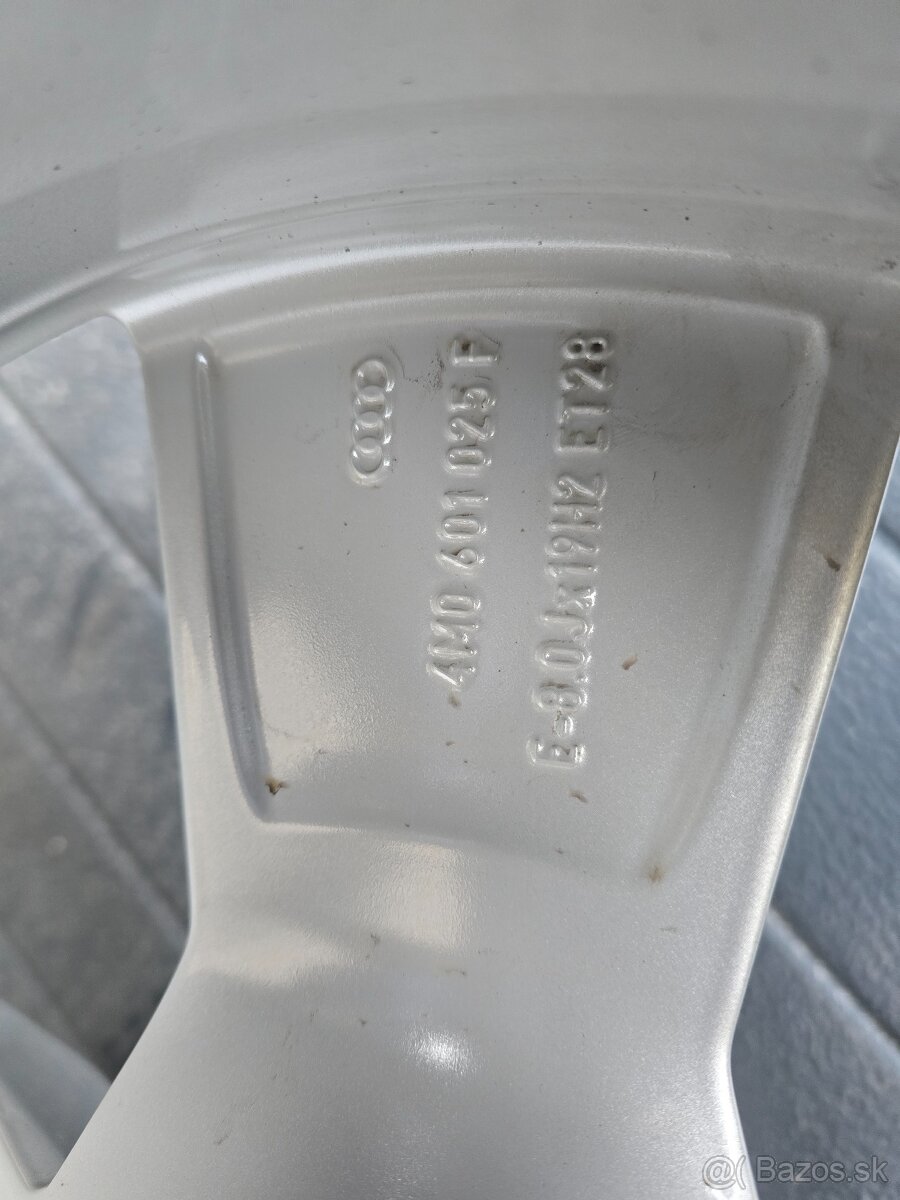 4M0 601 025 F
E-8.0Jx19H2 ET28
@( Bazos.sk